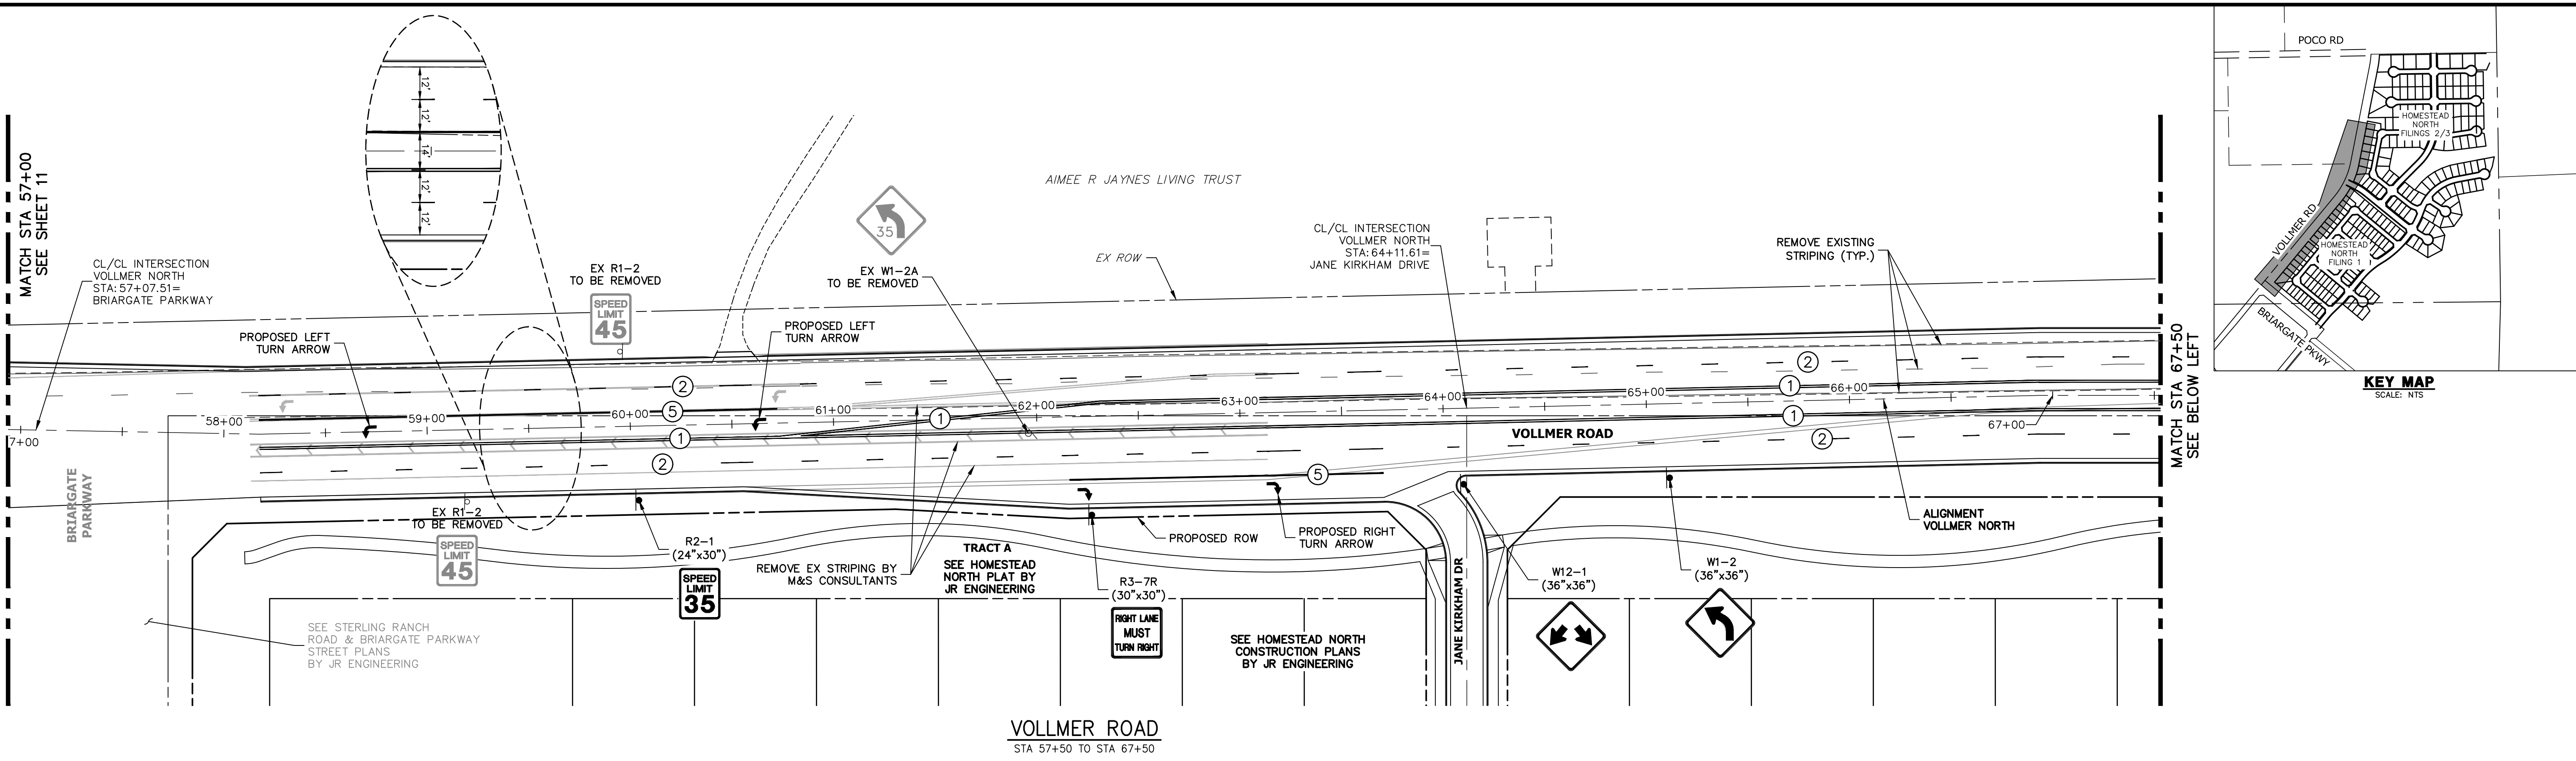 MATCH STA 57+00
SEE SHEET 11
12'
12'
14'
12'
12'
CL/CL INTERSECTION
VOLLMER NORTH
STA: 57+07.51=
BRIARGATE PARKWAY
PROPOSED LEFT
TURN ARROW
EX R1-2
TO BE REMOVED
SPEED
LIMIT
45
PROPOSED LEFT
TURN ARROW
35
EX W1-2A
TO BE REMOVED
AIMEE R JAYNES LIVING TRUST
EX ROW
CL/CL INTERSECTION
VOLLMER NORTH
STA: 64+11.61=
JANE KIRKHAM DRIVE
REMOVE EXISTING
STRIPING (TYP.)
MATCH STA 67+50
SEE BELOW LEFT
2
2
1
1
5
1
1
2
2
5
7+00
58+00
59+00
60+00
61+00
62+00
63+00
64+00
65+00
66+00
67+00
VOLLMER ROAD
BRIARGATE
PARKWAY
EX R1-2
TO BE REMOVED
SPEED
LIMIT
45
R2-1
(24"x30")
SPEED
LIMIT
35
REMOVE EX STRIPING BY
M&S CONSULTANTS
TRACT A
SEE HOMESTEAD
NORTH PLAT BY
JR ENGINEERING
R3-7R
(30"x30")
RIGHT LANE
MUST
TURN RIGHT
PROPOSED ROW
PROPOSED RIGHT
TURN ARROW
SEE HOMESTEAD NORTH
CONSTRUCTION PLANS
BY JR ENGINEERING
JANE KIRKHAM DR
W12-1
(36"x36")
W1-2
(36"x36")
ALIGNMENT
VOLLMER NORTH
SEE STERLING RANCH
ROAD & BRIARGATE PARKWAY
STREET PLANS
BY JR ENGINEERING
VOLLMER ROAD
STA 57+50 TO STA 67+50
POCO RD
HOMESTEAD
NORTH
FILINGS 2/3
VOLLMER RD
HOMESTEAD
NORTH
FILING 1
BRIARGATE PKWY
KEY MAP
SCALE: NTS